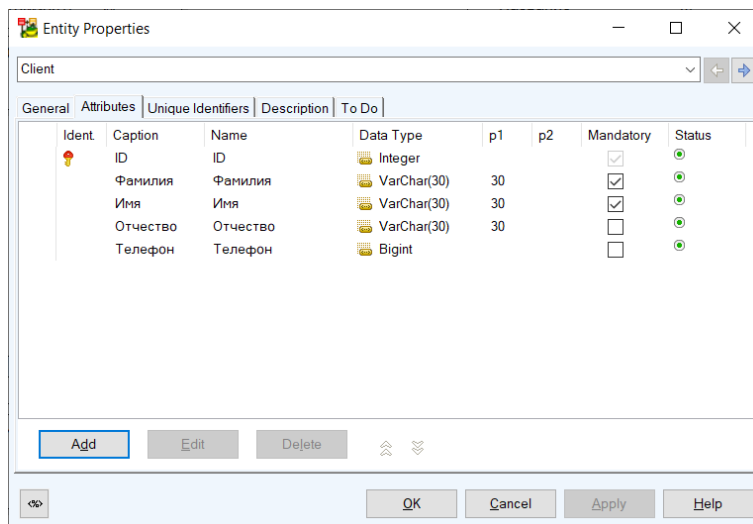 Entity Properties
Client
General Attributes Unique Identifiers Description To Do
Ident. Caption Name Data Type p1 p2 Mandatory Status
ID ID Integer
Фамилия Фамилия VarChar(30) 30
Имя Имя VarChar(30) 30
Отчество Отчество VarChar(30) 30
Телефон Телефон Bigint
Add Edit Delete
<%> OK Cancel Apply Help